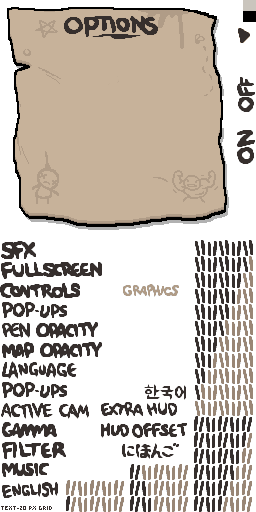 OPTIONS
ON OFF
SFX
FULLSCREEN
CONTROLS GRAPHICS
POP-UPS
PEN OPACITY
MAP OPACITY
LANGUAGE
POP-UPS 한국어
ACTIVE CAM EXTRA HUD
GAMMA HUD OFFSET
FILTER にほんご
MUSIC
ENGLISH
TEXT-20 PX GRID